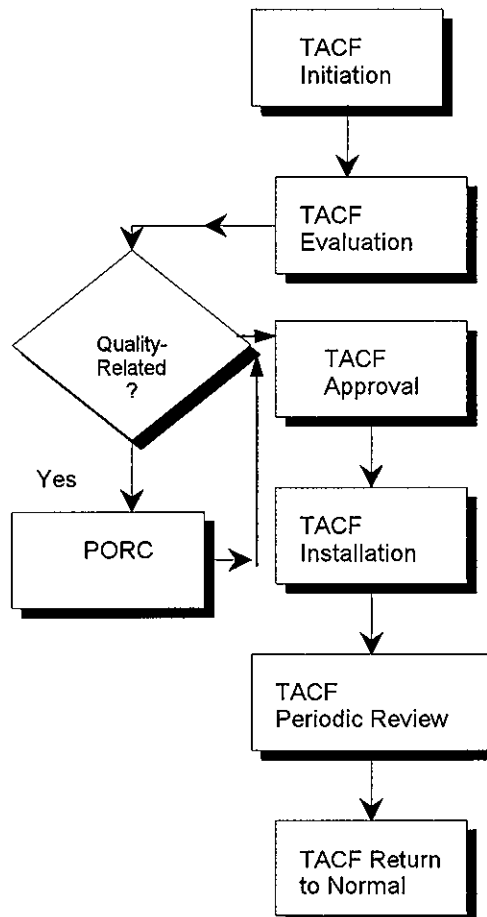 TACF
Initiation
TACF
Evaluation
Quality-
Related
?
TACF
Approval
Yes
PORC
TACF
Installation
TACF
Periodic Review
TACF Return
to Normal